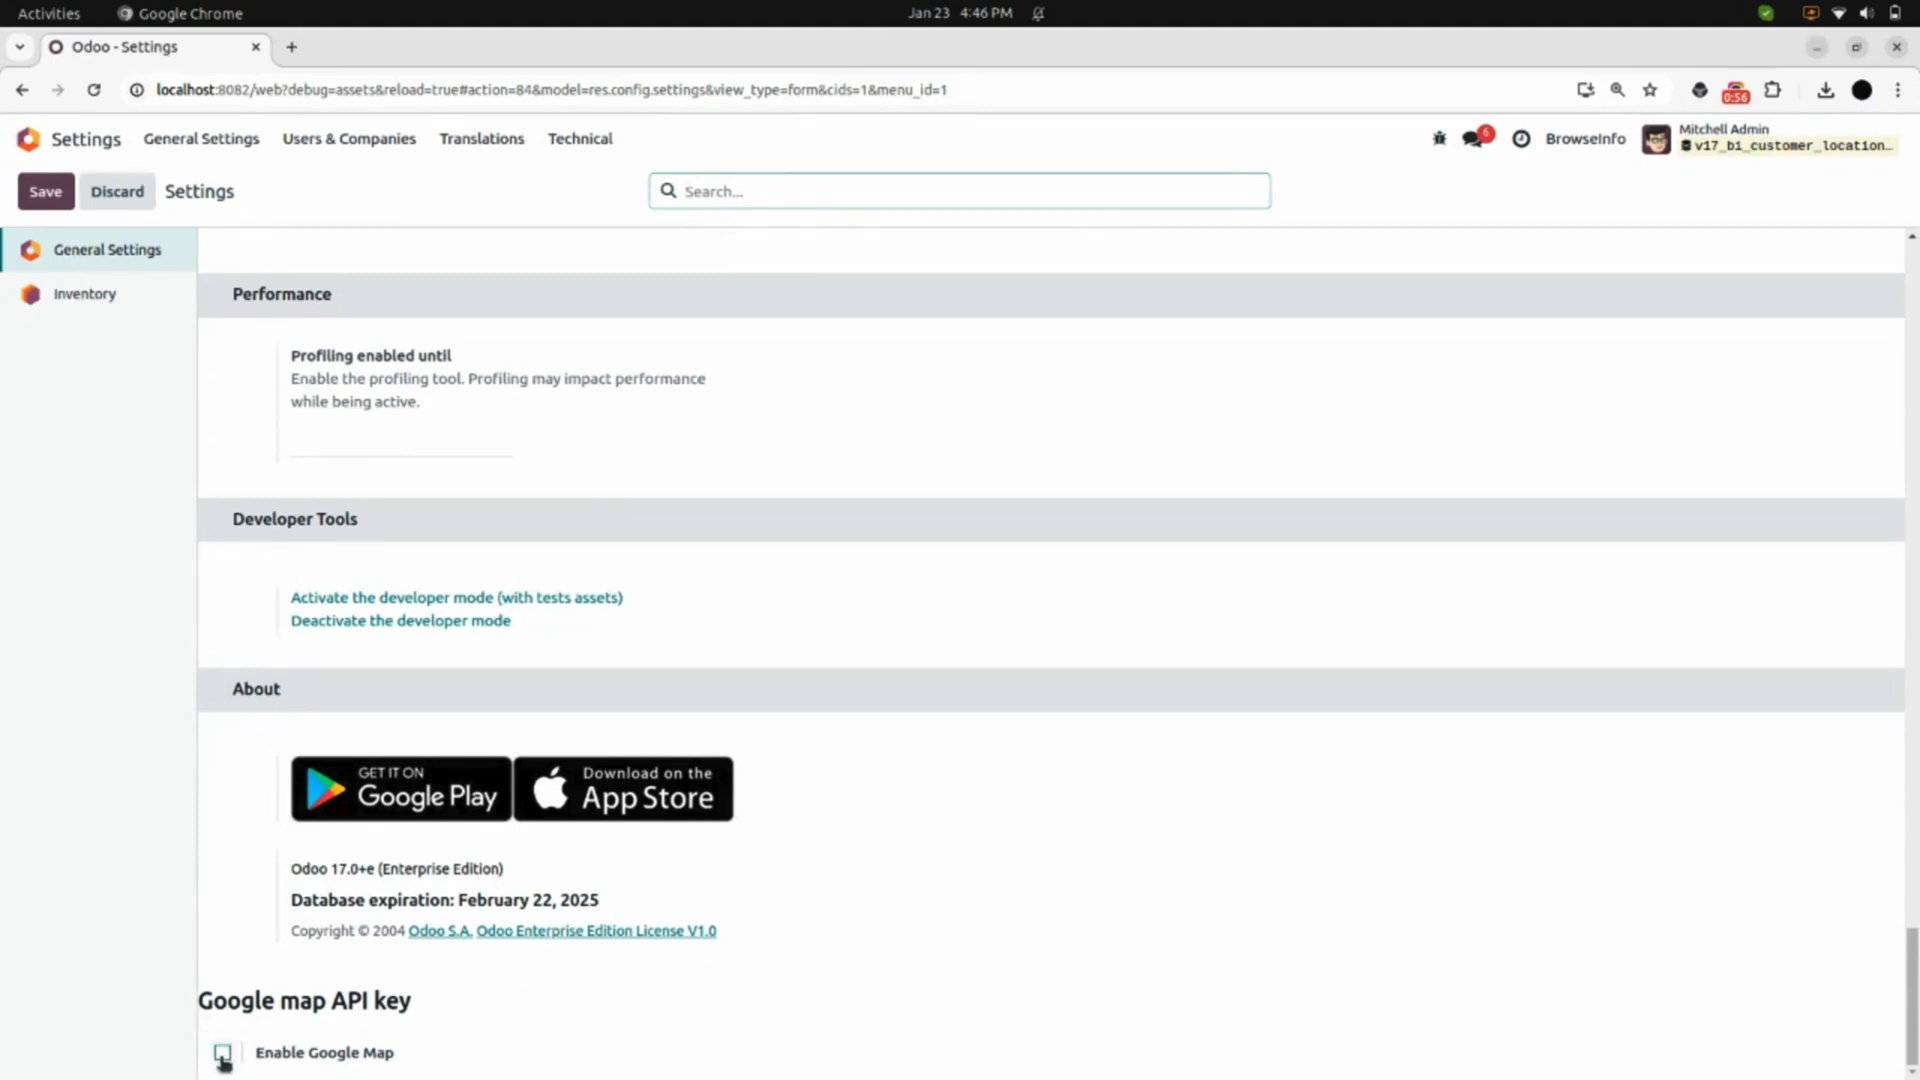 Activities Google Chrome Jan 23 4:46 PM
Odoo - Settings
localhost:8082/web?debug=assets&reload=true#action=84&model=res.config.settings&view_type=form&cids=1&menu_id=1 0:56
Settings General Settings Users & Companies Translations Technical 6 BrowseInfo Mitchell Admin
v17_bi_customer_location...
Save Discard Settings Search...
General Settings
Inventory
Performance
Profiling enabled until
Enable the profiling tool. Profiling may impact performance
while being active.
Developer Tools
Activate the developer mode (with tests assets)
Deactivate the developer mode
About
GET IT ON
Google Play
Download on the
App Store
Odoo 17.0+e (Enterprise Edition)
Database expiration: February 22, 2025
Copyright © 2004 Odoo S.A. Odoo Enterprise Edition License V1.0
Google map API key
Enable Google Map